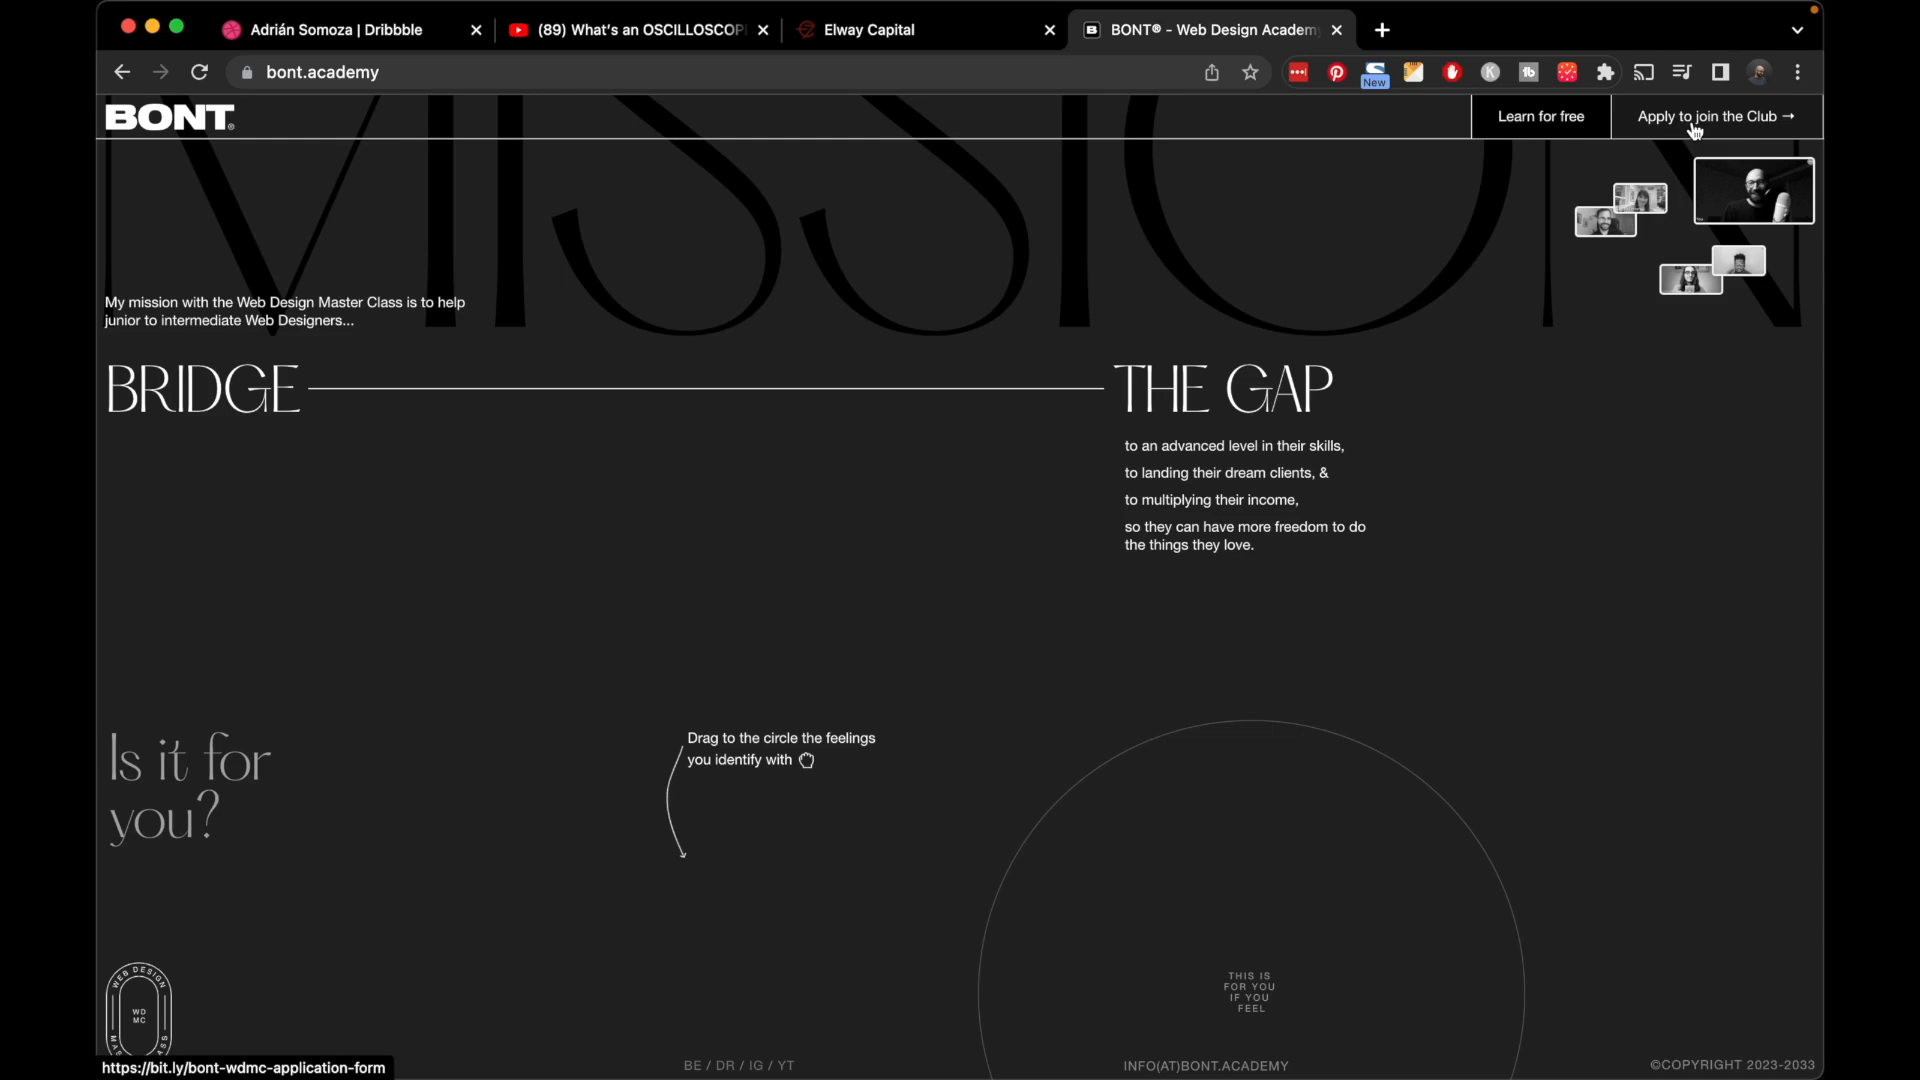 Adrián Somoza | Dribbble
(89) What's an OSCILLOSCOP
Elway Capital
BONT® - Web Design Academ
bont.academy
New
BONT®
Learn for free
Apply to join the Club →
MISSION
My mission with the Web Design Master Class is to help
junior to intermediate Web Designers...
BRIDGE
THE GAP
to an advanced level in their skills,
to landing their dream clients, &
to multiplying their income,
so they can have more freedom to do
the things they love.
Is it for
you?
Drag to the circle the feelings
you identify with
THIS IS
FOR YOU
IF YOU
FEEL
WEB DESIGN
WD
MC
https://bit.ly/bont-wdmc-application-form
BE / DR / IG / YT
INFO(AT)BONT.ACADEMY
©COPYRIGHT 2023-2033